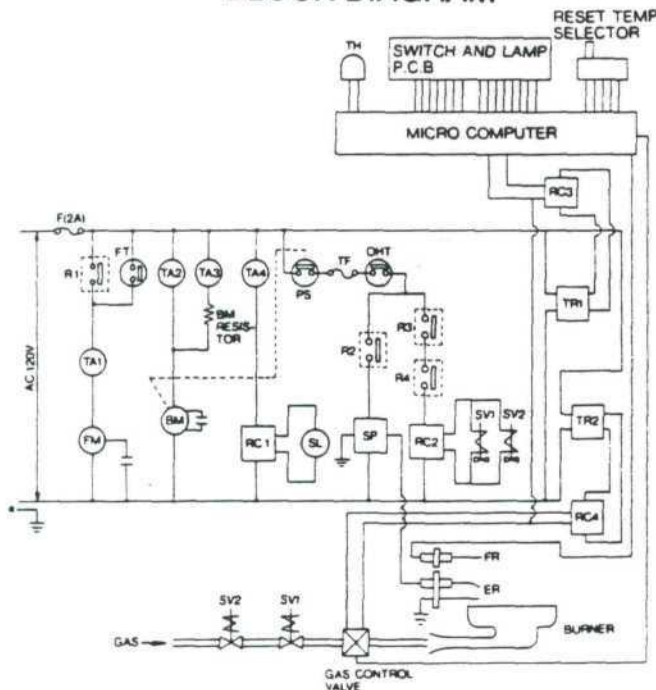 RESET TEMP
SELECTOR
TH
SWITCH AND LAMP
P.C.B
MICRO COMPUTER
RC3
F(2A)
FT
R1
TA2
TA3
TA4
PS
TF
OHT
BM
RESIS
TOR
R3
R2
R4
TR1
AC 120V
TA1
BM
FM
RC1
SL
SP
RC2
SV1
SV2
TR2
RC4
FR
ER
SV2
SV1
GAS
BURNER
GAS CONTROL
VALVE